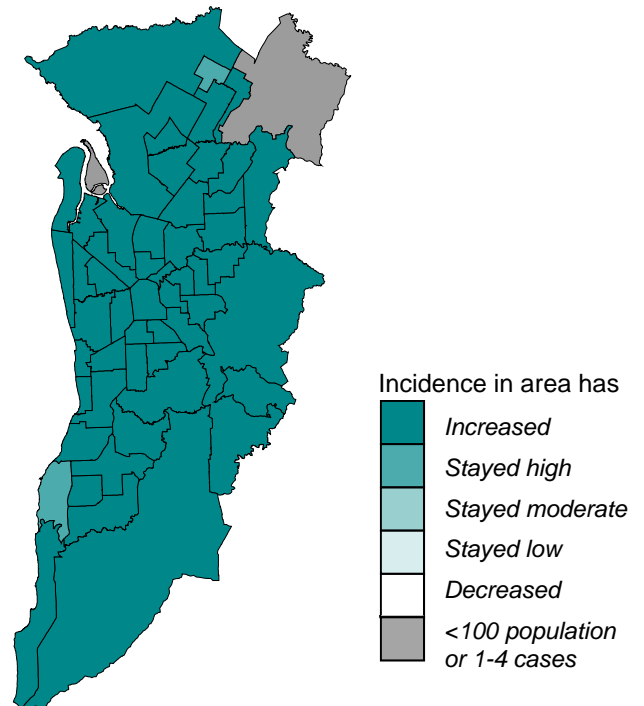 Incidence in area has
Increased
Stayed high
Stayed moderate
Stayed low
Decreased
<100 population
or 1-4 cases